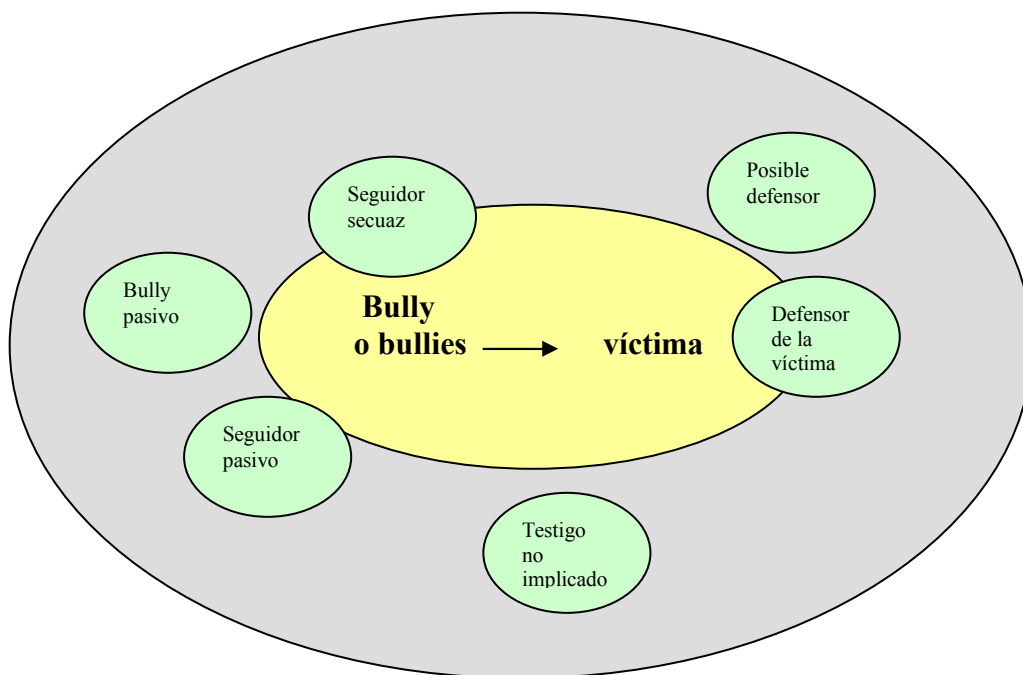 Seguidor
secuaz
Posible
defensor
Bully
pasivo
Bully
o bullies
víctima
Defensor
de la
víctima
Seguidor
pasivo
Testigo
no
implicado